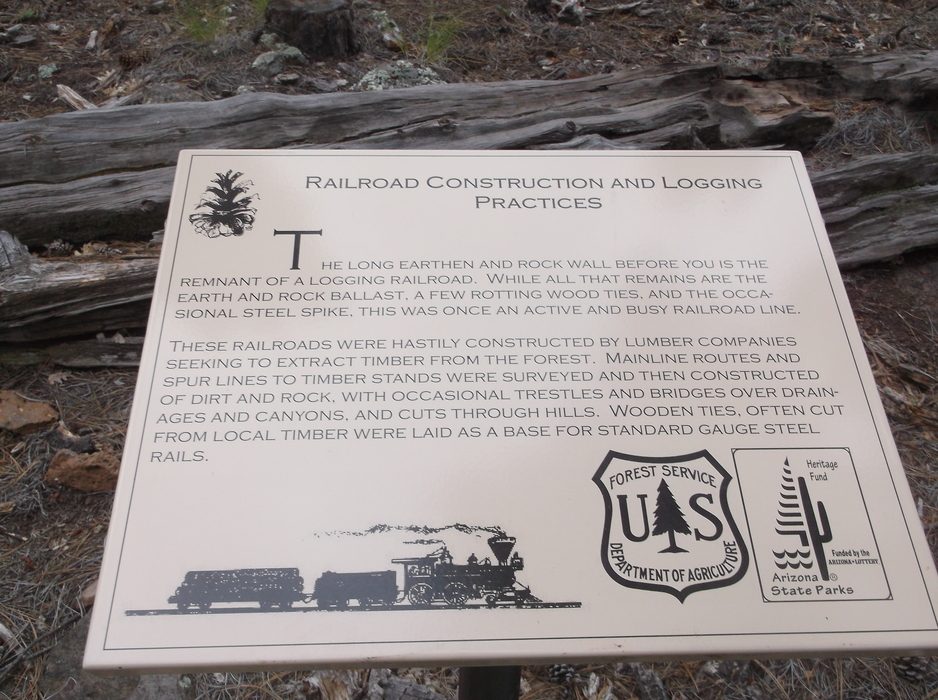 RAILROAD CONSTRUCTION AND LOGGING
PRACTICES
THE LONG EARTHEN AND ROCK WALL BEFORE YOU IS THE
REMNANT OF A LOGGING RAILROAD. WHILE ALL THAT REMAINS ARE THE
EARTH AND ROCK BALLAST, A FEW ROTTING WOOD TIES, AND THE OCCA-
SIONAL STEEL SPIKE, THIS WAS ONCE AN ACTIVE AND BUSY RAILROAD LINE.
THESE RAILROADS WERE HASTILY CONSTRUCTED BY LUMBER COMPANIES
SEEKING TO EXTRACT TIMBER FROM THE FOREST. MAINLINE ROUTES AND
SPUR LINES TO TIMBER STANDS WERE SURVEYED AND THEN CONSTRUCTED
OF DIRT AND ROCK, WITH OCCASIONAL TRESTLES AND BRIDGES OVER DRAIN-
AGES AND CANYONS, AND CUTS THROUGH HILLS. WOODEN TIES, OFTEN CUT
FROM LOCAL TIMBER WERE LAID AS A BASE FOR STANDARD GAUGE STEEL
RAILS.
FOREST SERVICE
US
DEPARTMENT OF AGRICULTURE
Heritage
Fund
Funded by the
ARIZONA•LOTTERY
Arizona ®
State Parks